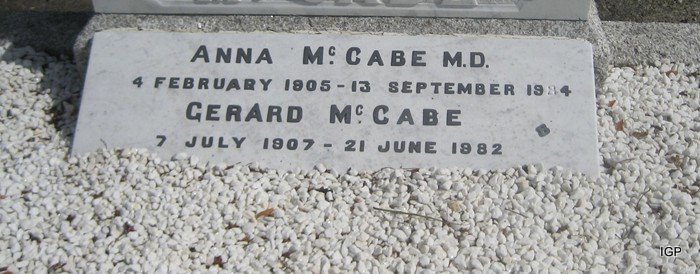 ANNA McCABE M.D.
4 FEBRUARY 1905 - 13 SEPTEMBER 1984
GERARD McCABE
7 JULY 1907 - 21 JUNE 1982
IGP